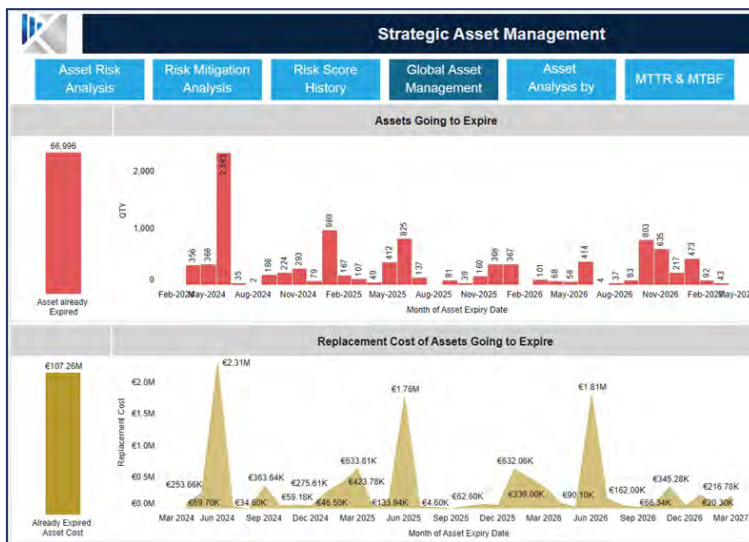 Strategic Asset Management
Asset Risk
Analysis
Risk Mitigation
Analysis
Risk Score
History
Global Asset
Management
Asset
Analysis by
MTTR & MTBF
Assets Going to Expire
66,996
Asset already
Expired
QTY
2,000
1,000
0
356
366
35
2
186
224
293
79
969
167
107
49
412
825
137
81
39
160
368
367
101
68
56
414
4
37
83
803
635
217
473
92
43
Feb-2024
May-2024
Aug-2024
Nov-2024
Feb-2025
May-2025
Aug-2025
Nov-2025
Feb-2026
May-2026
Aug-2026
Nov-2026
Feb-2027
May-202
Month of Asset Expiry Date
Replacement Cost of Assets Going to Expire
€107.26M
Already Expired
Asset Cost
Replacement Cost
€2.0M
€1.5M
€1.0M
€0.5M
€0.0M
€253.66K
€69.70K
€2.31M
€34.60K
€363.64K
€59.18K
€275.61K
€46.50K
€633.81K
€423.78K
€133.94K
€1.76M
€4.60K
€62.60K
€632.06K
€339.00K
€90.10K
€1.81M
€162.00K
€66.34K
€345.28K
€216.78K
€20.30K
Mar 2024
Jun 2024
Sep 2024
Dec 2024
Mar 2025
Jun 2025
Sep 2025
Dec 2025
Mar 2026
Jun 2026
Sep 2026
Dec 2026
Mar 2027
Month of Asset Expiry Date